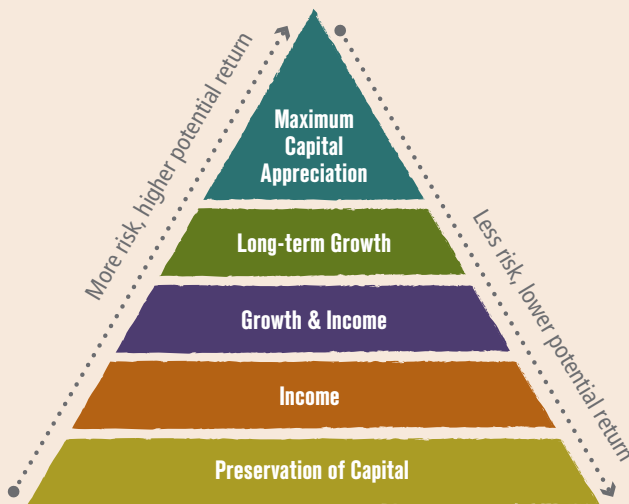 More risk, higher potential return
Less risk, lower potential return
Maximum
Capital
Appreciation
Long-term Growth
Growth & Income
Income
Preservation of Capital